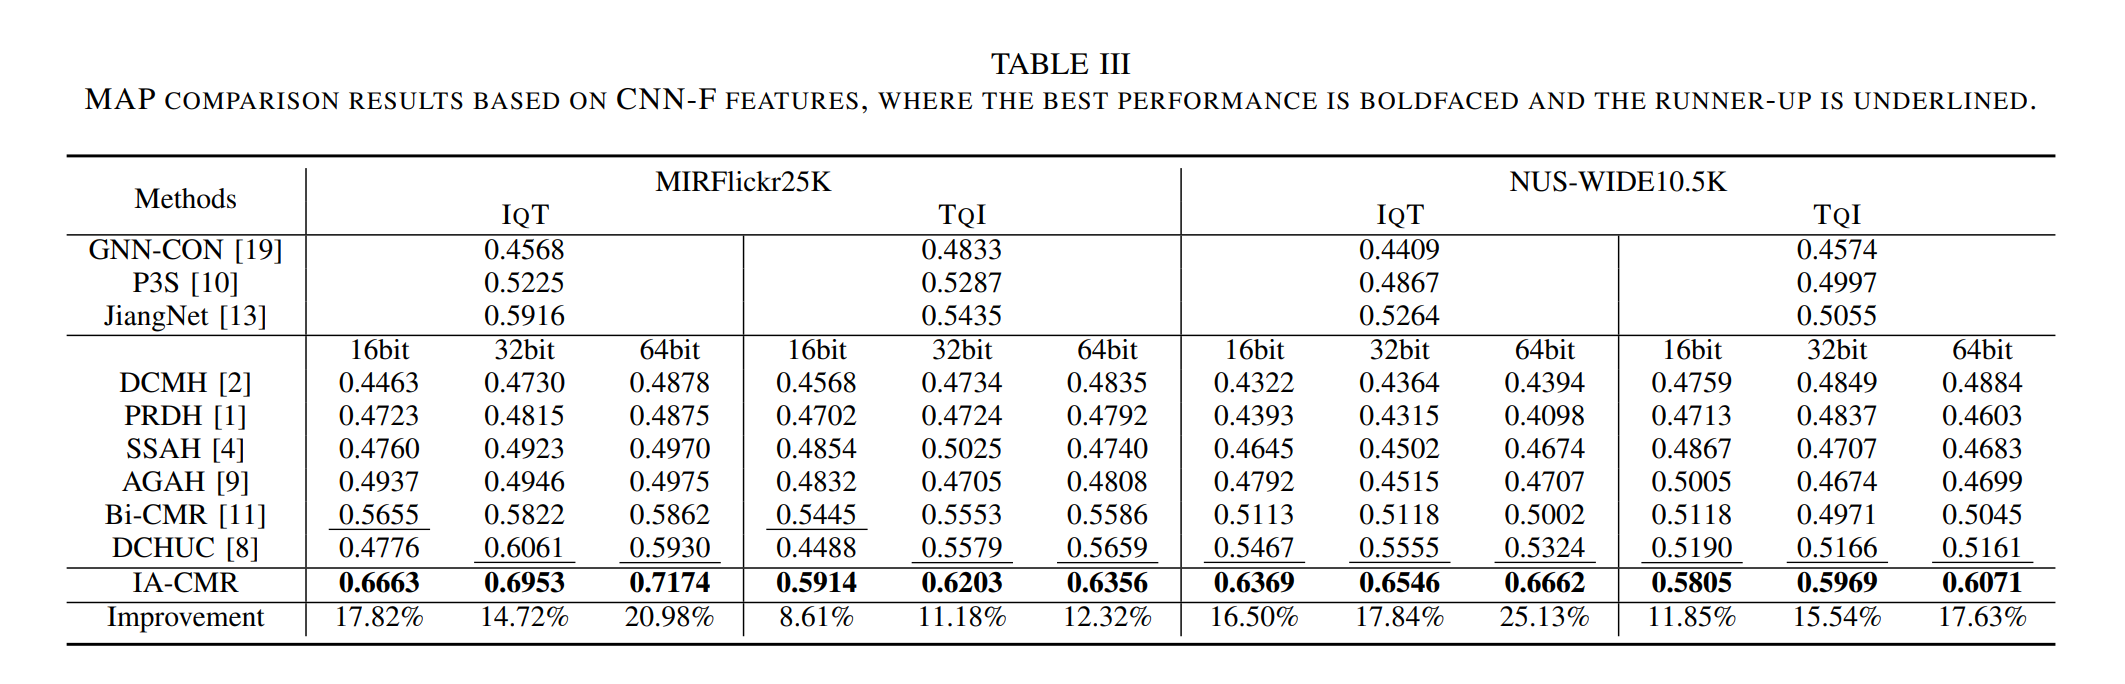 TABLE III
MAP COMPARISON RESULTS BASED ON CNN-F FEATURES, WHERE THE BEST PERFORMANCE IS BOLDFACED AND THE RUNNER-UP IS UNDERLINED.
Methods MIRFlickr25K NUS-WIDE10.5K
IQT TQI IQT TQI
GNN-CON [19] 0.4568 0.4833 0.4409 0.4574
P3S [10] 0.5225 0.5287 0.4867 0.4997
JiangNet [13] 0.5916 0.5435 0.5264 0.5055
16bit 32bit 64bit 16bit 32bit 64bit 16bit 32bit 64bit 16bit 32bit 64bit
DCMH [2] 0.4463 0.4730 0.4878 0.4568 0.4734 0.4835 0.4322 0.4364 0.4394 0.4759 0.4849 0.4884
PRDH [1] 0.4723 0.4815 0.4875 0.4702 0.4724 0.4792 0.4393 0.4315 0.4098 0.4713 0.4837 0.4603
SSAH [4] 0.4760 0.4923 0.4970 0.4854 0.5025 0.4740 0.4645 0.4502 0.4674 0.4867 0.4707 0.4683
AGAH [9] 0.4937 0.4946 0.4975 0.4832 0.4705 0.4808 0.4792 0.4515 0.4707 0.5005 0.4674 0.4699
Bi-CMR [11] 0.5655 0.5822 0.5862 0.5445 0.5553 0.5586 0.5113 0.5118 0.5002 0.5118 0.4971 0.5045
DCHUC [8] 0.4776 0.6061 0.5930 0.4488 0.5579 0.5659 0.5467 0.5555 0.5324 0.5190 0.5166 0.5161
IA-CMR 0.6663 0.6953 0.7174 0.5914 0.6203 0.6356 0.6369 0.6546 0.6662 0.5805 0.5969 0.6071
Improvement 17.82% 14.72% 20.98% 8.61% 11.18% 12.32% 16.50% 17.84% 25.13% 11.85% 15.54% 17.63%